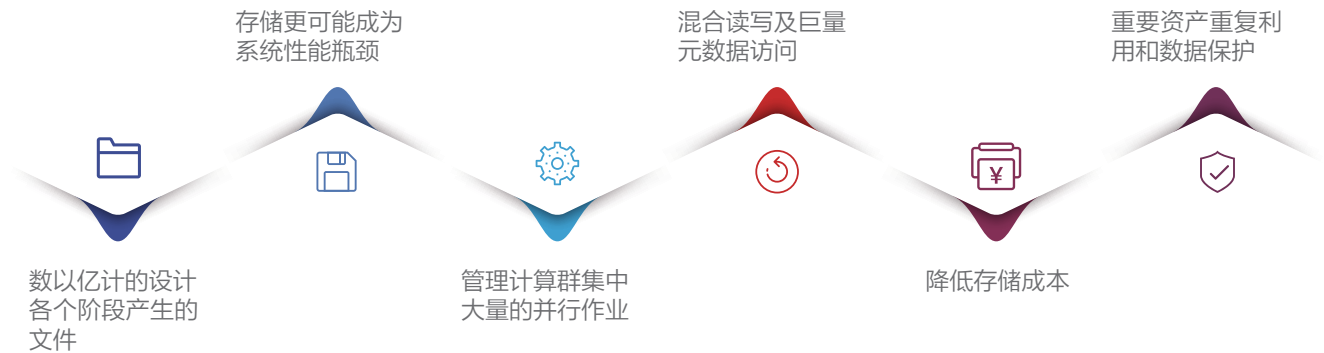 数以亿计的设计
各个阶段产生的
文件
存储更可能成为
系统性能瓶颈
管理计算群集中
大量的并行作业
混合读写及巨量
元数据访问
¥
降低存储成本
重要资产重复利
用和数据保护